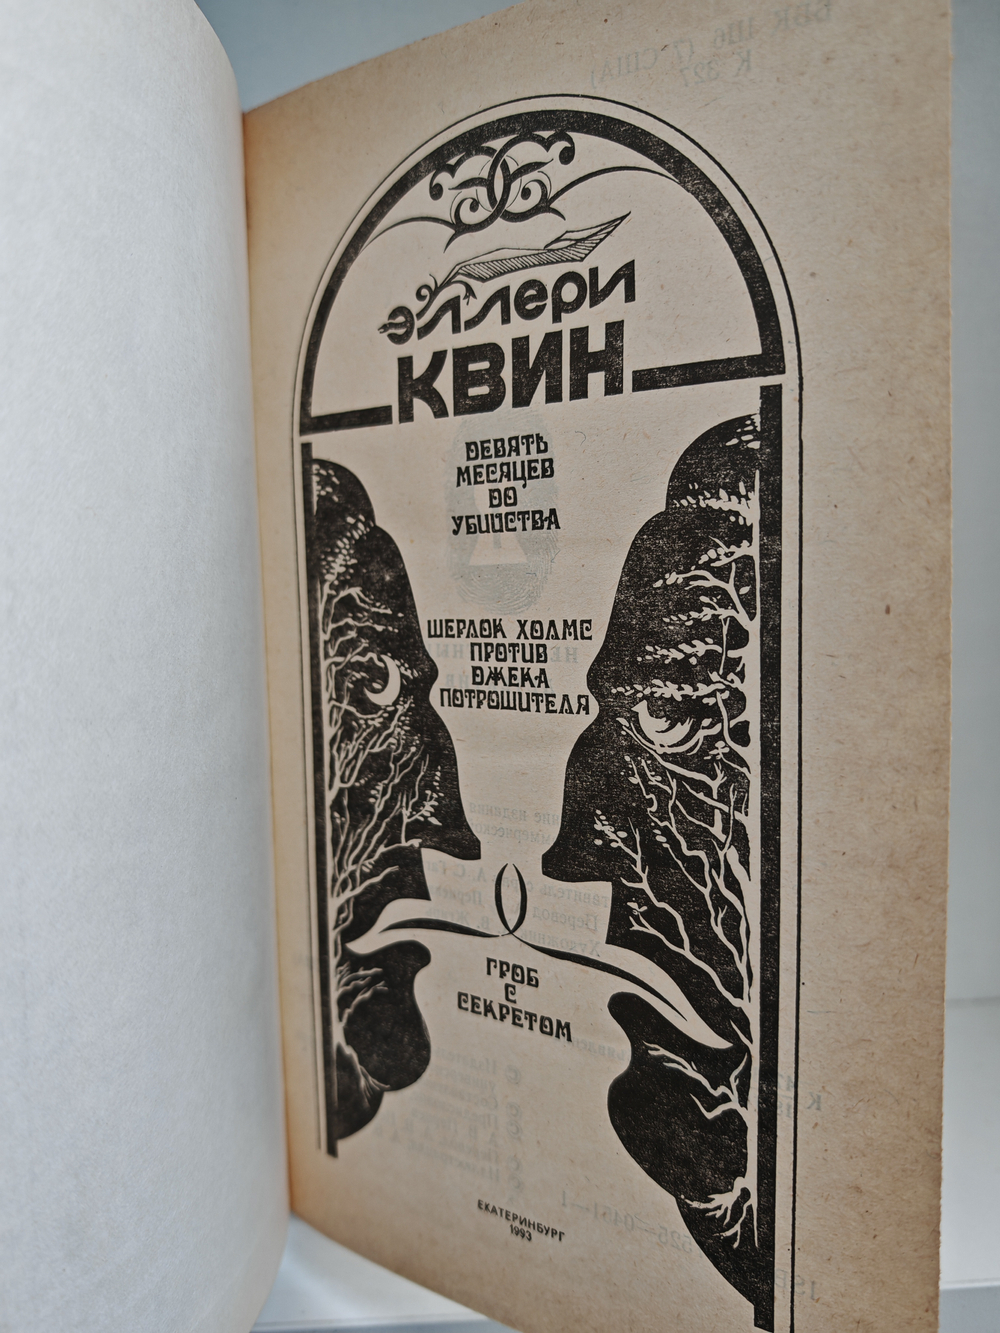 эллери
КВИН
ДЕВЯТЬ
МЕСЯЦЕВ
ДО
УБИЙСТВА
ШЕРЛОК ХОЛМС
ПРОТИВ
ДЖЕКА
ПОТРОШИТЕЛЯ
ГРОБ
С
СЕКРЕТОМ
ЕКАТЕРИНБУРГ
1993